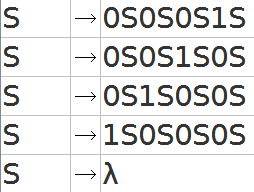 S → 0S0S0S1S
S → 0S0S1S0S
S → 0S1S0S0S
S → 1S0S0S0S
S → λ